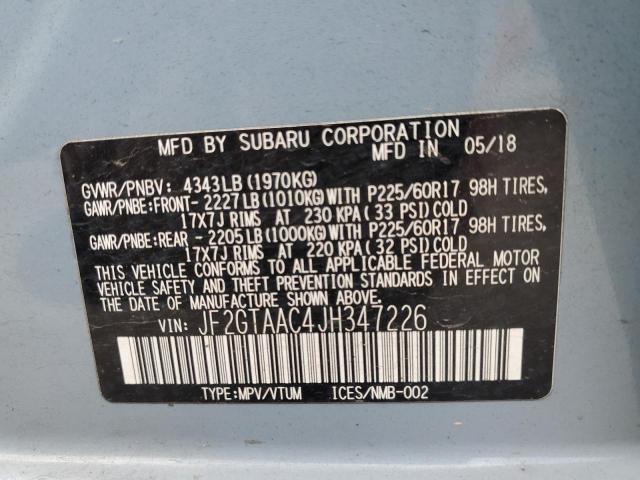 MFD BY SUBARU CORPORATION
MFD IN 05/18
GVWR/PNBV: 4343LB (1970KG)
GAWR/PNBE:FRONT-2227LB (1010KG)WITH P225/60R17 98H TIRES,
17X7J RIMS AT 230 KPA ( 33 PSI) COLD
GAWR/PNBE:REAR -2205LB (1000KG)WITH P225/60R17 98H TIRES,
17X7J RIMS AT 220 KPA ( 32 PSI) COLD
THIS VEHICLE CONFORMS TO ALL APPLICABLE FEDERAL MOTOR
VEHICLE SAFETY AND THEFT PREVENTION STANDARDS IN EFFECT ON
THE DATE OF MANUFACTURE SHOWN ABOVE.
VIN: JF2GTAAC4JH347226
TYPE:MPV/VTUM ICES/NMB-002